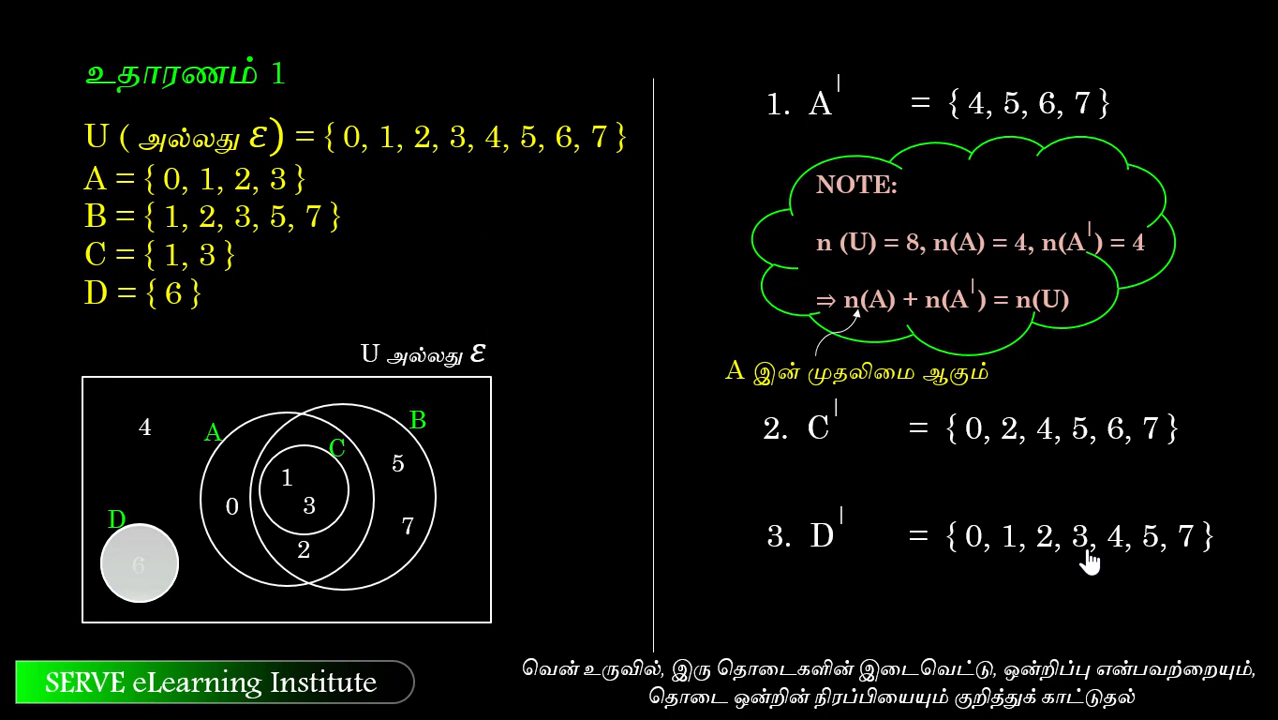 உதாரணம் 1
U ( அல்லது ℰ) = { 0, 1, 2, 3, 4, 5, 6, 7 }
A = { 0, 1, 2, 3 }
B = { 1, 2, 3, 5, 7 }
C = { 1, 3 }
D = { 6 }
U அல்லது ℰ
4
A
B
C
1
5
0
3
7
D
2
6
1. A' = { 4, 5, 6, 7 }
NOTE:
n (U) = 8, n(A) = 4, n(A') = 4
⇒ n(A) + n(A') = n(U)
A இன் முதலிமை ஆகும்
2. C' = { 0, 2, 4, 5, 6, 7 }
3. D' = { 0, 1, 2, 3, 4, 5, 7 }
SERVE eLearning Institute
வென் உருவில், இரு தொடைகளின் இடைவெட்டு, ஒன்றிப்பு என்பவற்றையும்,
தொடை ஒன்றின் நிரப்பியையும் குறித்துக் காட்டுதல்